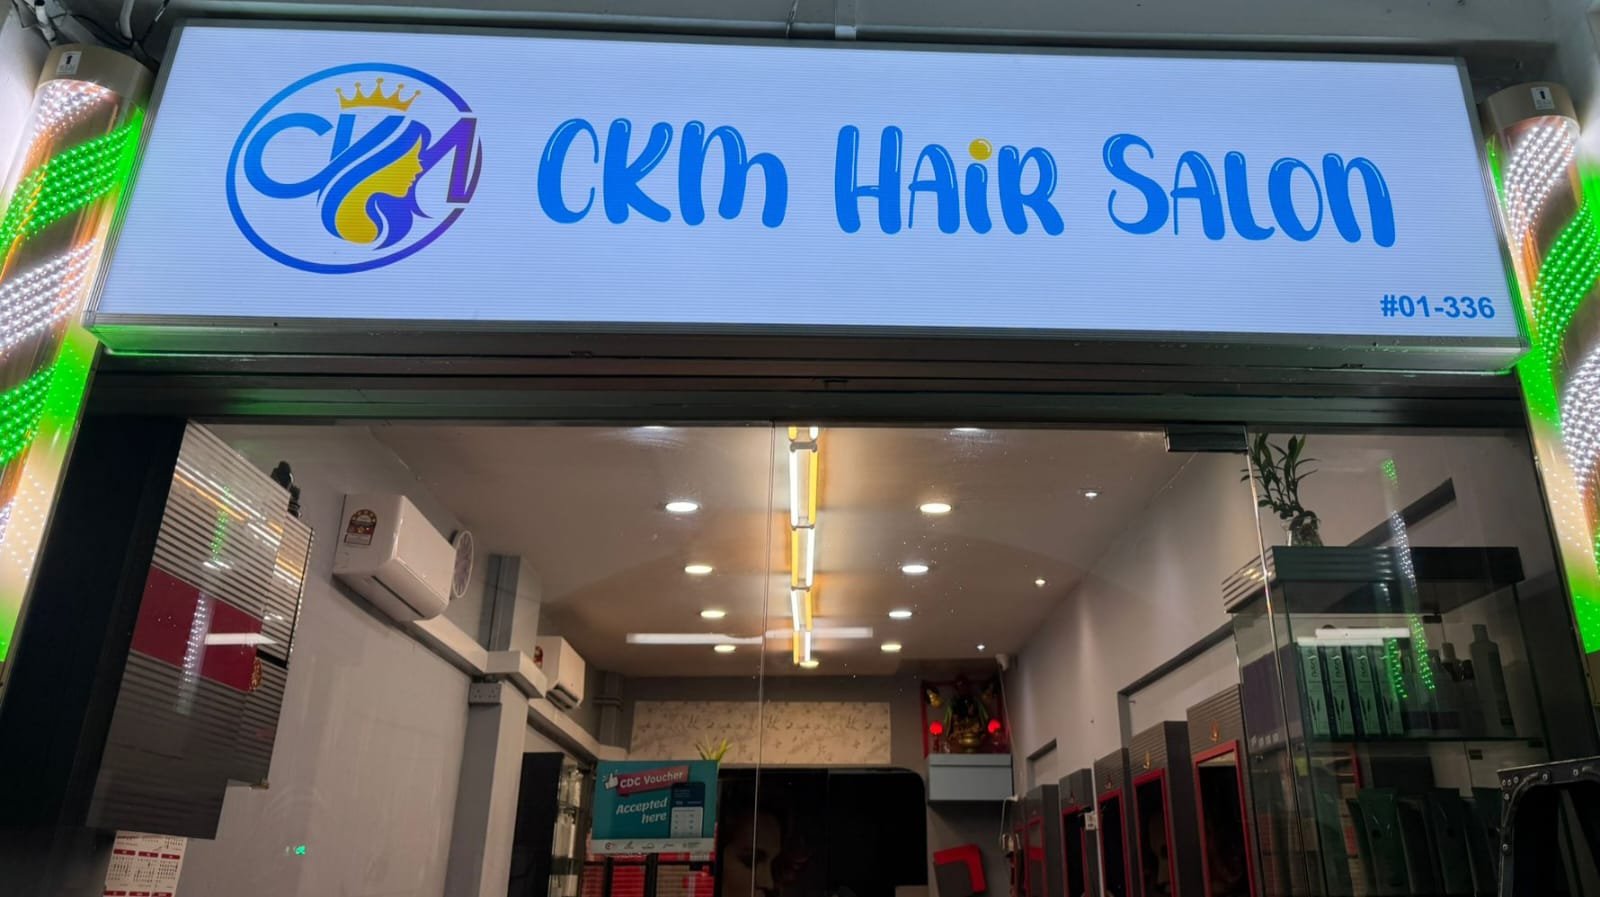 CKM
CKM Hair Salon
#01-336
CDC Voucher
Accepted
here